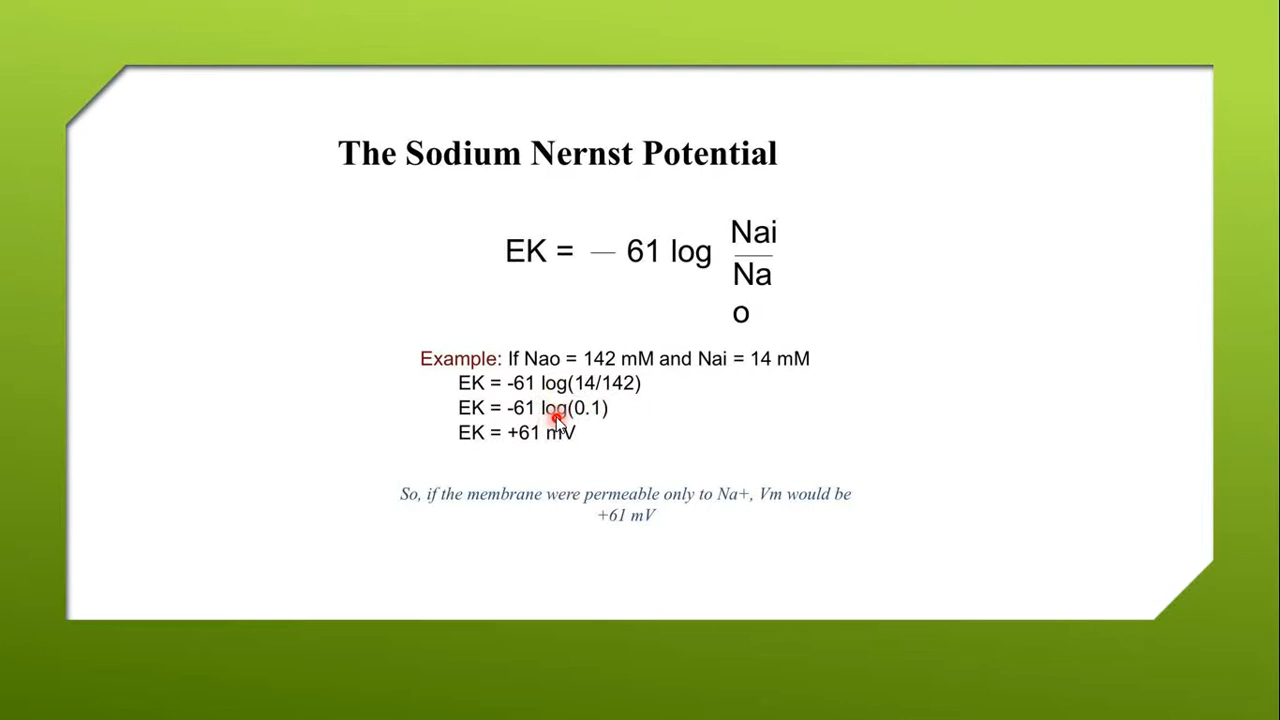 The Sodium Nernst Potential
EK = — 61 log
Nai
Na
o
Example: If Nao = 142 mM and Nai = 14 mM
EK = -61 log(14/142)
EK = -61 log(0.1)
EK = +61 mV
So, if the membrane were permeable only to Na+, Vm would be
+61 mV